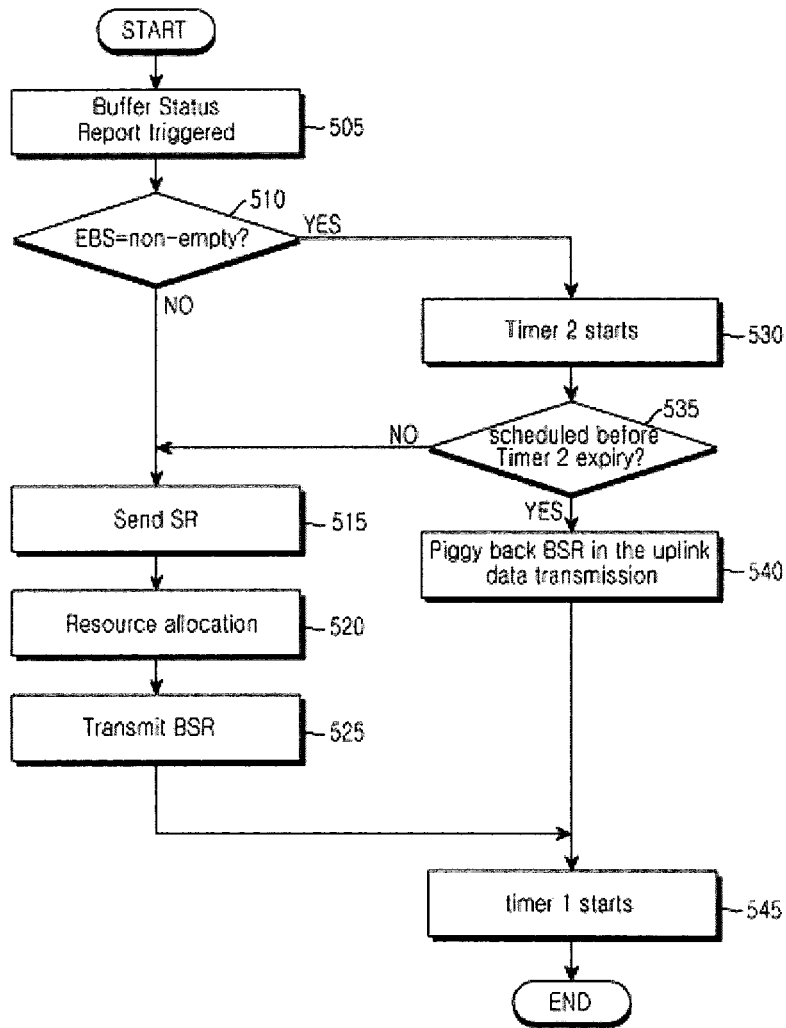 START
Buffer Status
Report triggered
505
510
EBS=non-empty?
YES
NO
Timer 2 starts
530
535
scheduled before
Timer 2 expiry?
NO
YES
Send SR
515
Piggy back BSR in the uplink
data transmission
540
Resource allocation
520
Transmit BSR
525
timer 1 starts
545
END